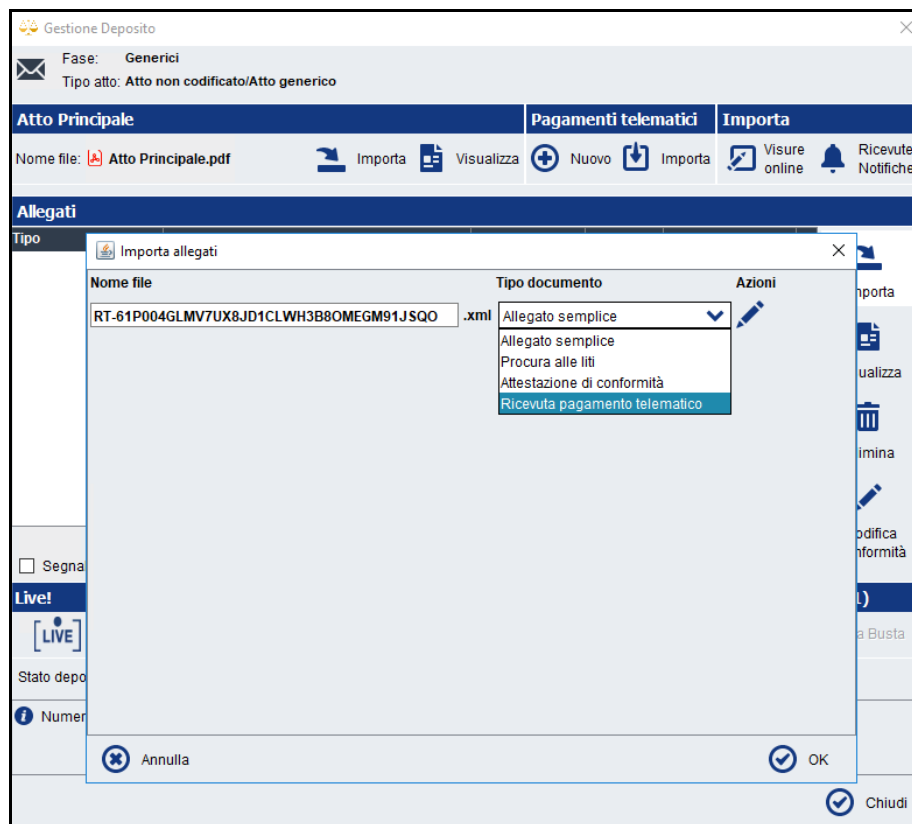 Gestione Deposito
Fase: Generici
Tipo atto: Atto non codificato/Atto generico
Atto Principale
Pagamenti telematici
Importa
Nome file: Atto Principale.pdf
Importa
Visualizza
Nuovo
Importa
Visure online
Ricevute Notifiche
Allegati
Tipo
Importa allegati
Nome file
Tipo documento
Azioni
RT-61P004GLMV7UX8JD1CLWH3B8OMEGM91JSQO .xml
Allegato semplice
Allegato semplice
Procura alle liti
Attestazione di conformità
Ricevuta pagamento telematico
mporta
ualizza
imina
odifica
nformità
Segna
Live!
1)
LIVE
a Busta
Stato depo
Numer
Annulla
OK
Chiudi